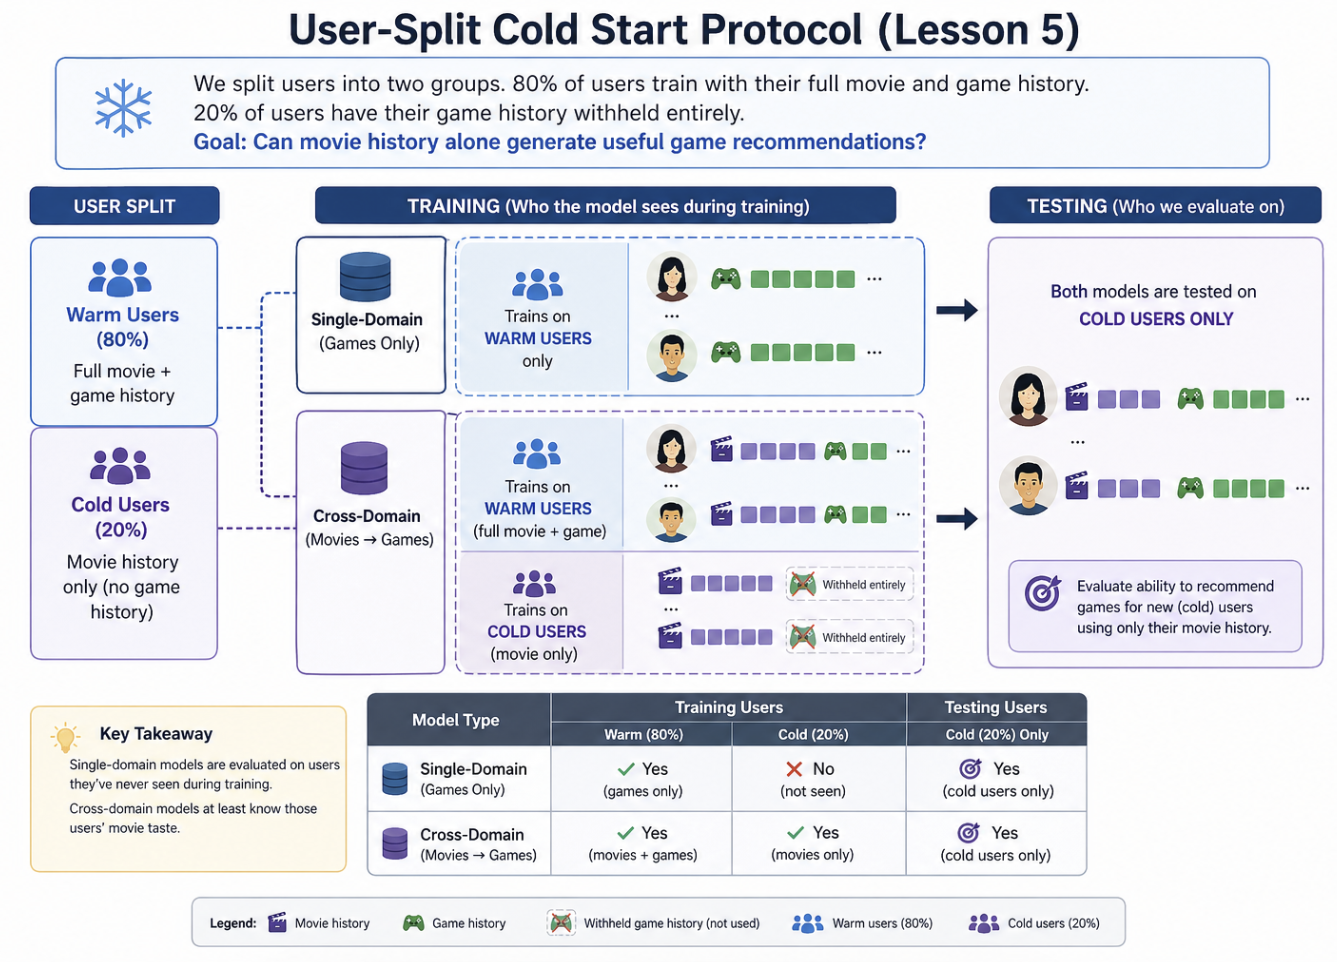 User-Split Cold Start Protocol (Lesson 5)
We split users into two groups. 80% of users train with their full movie and game history.
20% of users have their game history withheld entirely.
Goal: Can movie history alone generate useful game recommendations?
USER SPLIT
Warm Users
(80%)
Full movie +
game history
Cold Users
(20%)
Movie history
only (no game
history)
TRAINING (Who the model sees during training)
Single-Domain
(Games Only)
Trains on
WARM USERS
only
...
...
...
Cross-Domain
(Movies → Games)
Trains on
WARM USERS
(full movie + game)
...
...
...
Trains on
COLD USERS
(movie only)
Withheld entirely
...
Withheld entirely
TESTING (Who we evaluate on)
Both models are tested on
COLD USERS ONLY
...
...
...
Evaluate ability to recommend
games for new (cold) users
using only their movie history.
Key Takeaway
Single-domain models are evaluated on users
they've never seen during training.
Cross-domain models at least know those
users' movie taste.
Model Type
Training Users
Testing Users
Warm (80%)
Cold (20%)
Cold (20%) Only
Single-Domain
(Games Only)
Yes
(games only)
No
(not seen)
Yes
(cold users only)
Cross-Domain
(Movies → Games)
Yes
(movies + games)
Yes
(movies only)
Yes
(cold users only)
Legend:
Movie history
Game history
Withheld game history (not used)
Warm users (80%)
Cold users (20%)